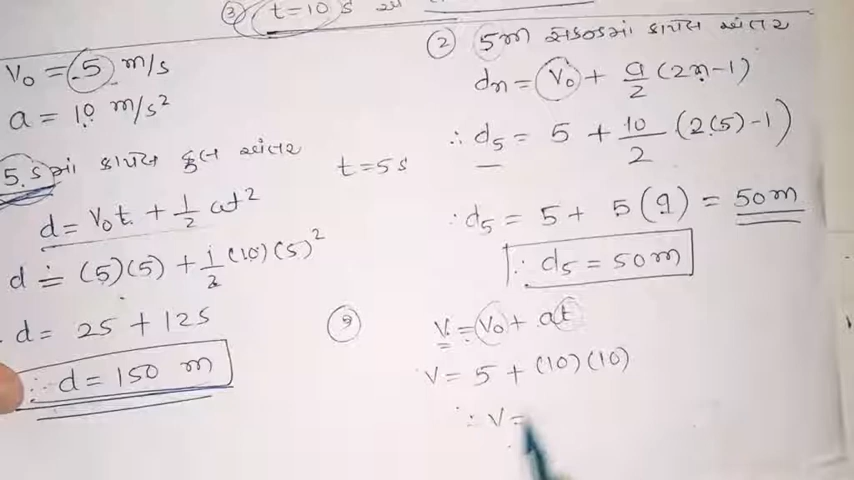 ③ t=10 s
v₀ = 5 m/s
a = 10 m/s²
5 s માં કાપેલ કુલ અંતર t=5s
d = v₀t + 1/2 at²
d = (5)(5) + 1/2 (10)(5)²
d = 25 + 125
∴ d = 150 m
② 5m સેકન્ડમાં કાપેલ અંતર
dn = v₀ + a/2 (2n-1)
∴ d₅ = 5 + 10/2 (2(5)-1)
∴ d₅ = 5 + 5(9) = 50m
∴ d₅ = 50m
v = v₀ + at
v = 5 + (10)(10)
∴ v =